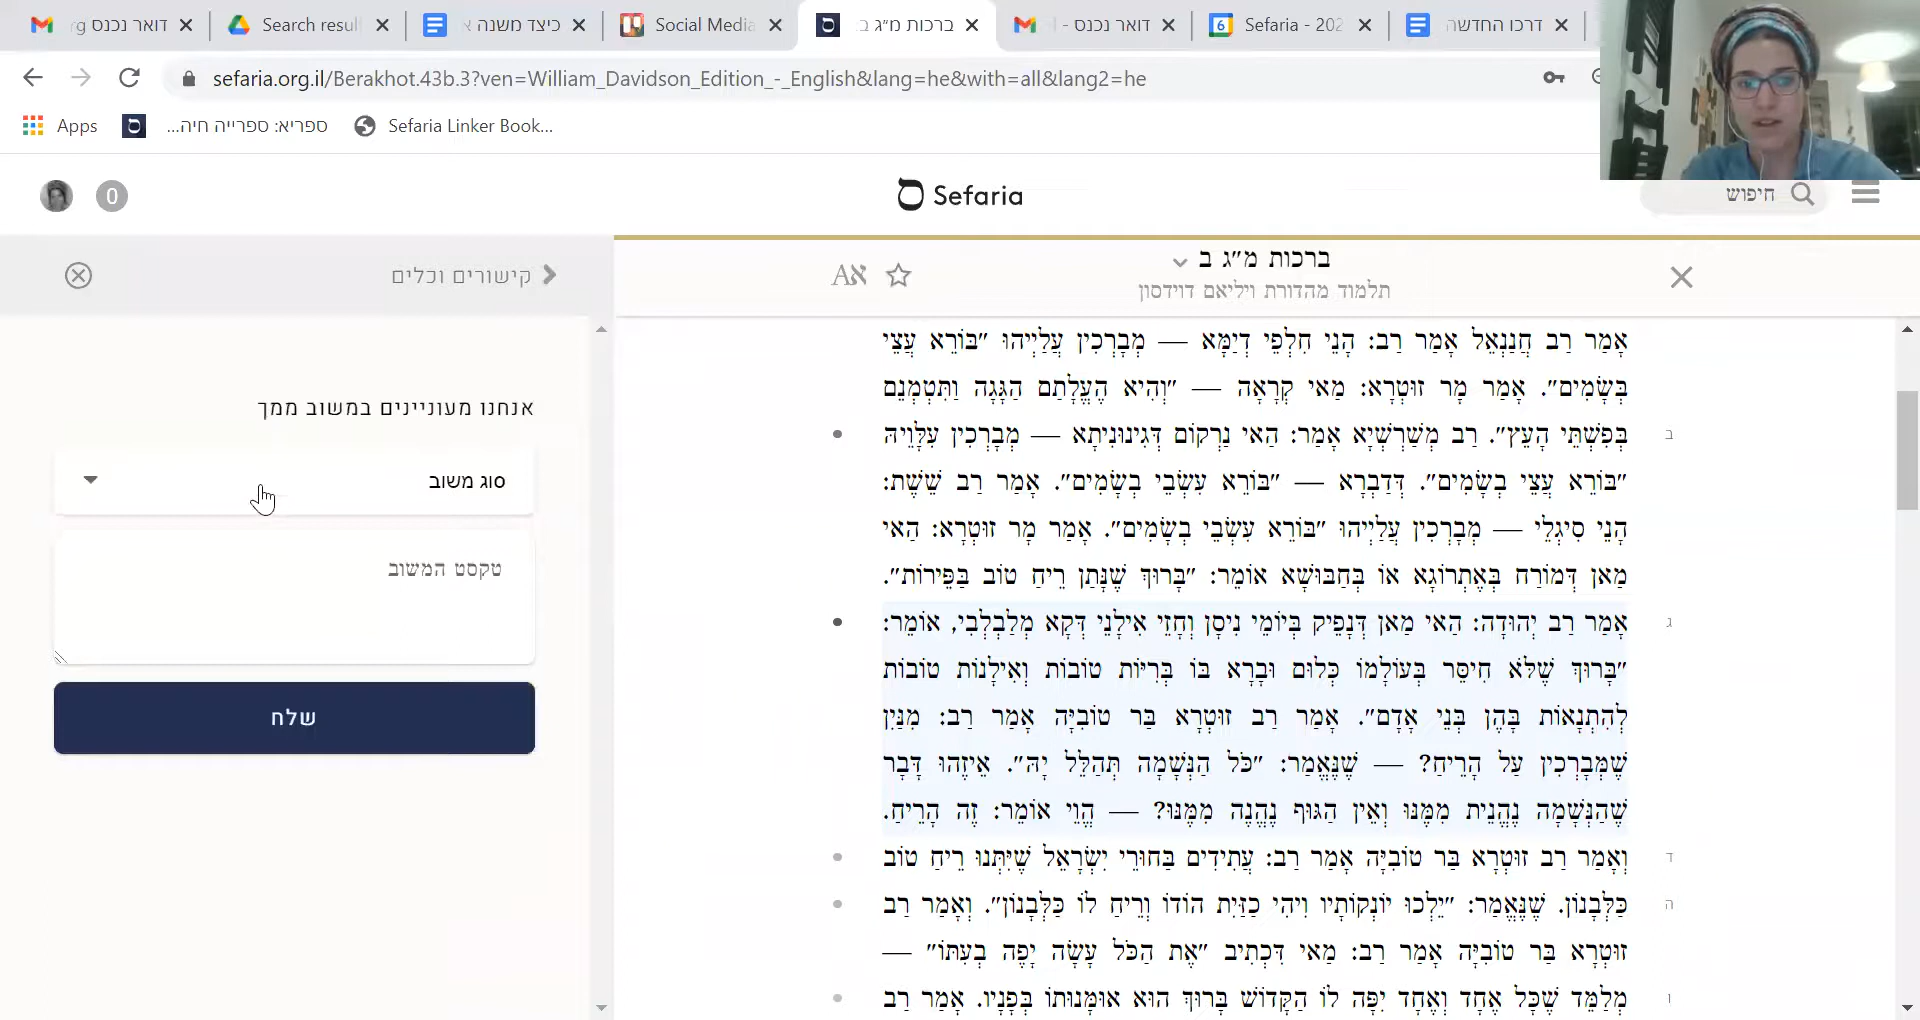 דואר נכנס
Search resul
כיצד משנה א
Social Media
ברכות מ״ג ב
דואר נכנס -
Sefaria - 202
דרכו החדשה
sefaria.org.il/Berakhot.43b.3?ven=William_Davidson_Edition_-_English&lang=he&with=all&lang2=he
Apps
ספריא: ספרייה חיה...
Sefaria Linker Book...
0
Sefaria
חיפוש
קישורים וכלים
אנחנו מעוניינים במשוב ממך
סוג משוב
טקסט המשוב
שלח
Aא
ברכות מ״ג ב
תלמוד מהדורת ויליאם דוידסון
אָמַר רַב חֲנַנְאֵל אָמַר רַב: הָנֵי חִלְפֵי דְיַמָּא — מְבָרְכִין עֲלַיְיהוּ ״בּוֹרֵא עֲצֵי
בְּשָׂמִים״. אָמַר מָר זוּטְרָא: מַאי קְרָאָה — ״וְהִיא הֶעֱלָתַם הַגָּגָה וַתִּטְמְנֵם
ב
בְּפִשְׁתֵּי הָעֵץ״. רַב מְשַׁרְשְׁיָא אָמַר: הַאי נַרְקוֹם דְּגִינּוּנִיתָא — מְבָרְכִין עִלָּוֵיהּ
״בּוֹרֵא עֲצֵי בְשָׂמִים״. דְּדַבְרָא — ״בּוֹרֵא עִשְׂבֵי בְשָׂמִים״. אָמַר רַב שֵׁשֶׁת:
הָנֵי סִיגְלֵי — מְבָרְכִין עֲלַיְיהוּ ״בּוֹרֵא עִשְׂבֵי בְשָׂמִים״. אָמַר מָר זוּטְרָא: הַאי
מַאן דְּמוֹרַח בְּאֶתְרוֹגָא אוֹ בְּחַבּוּשָׁא אוֹמֵר: ״בָּרוּךְ שֶׁנָּתַן רֵיחַ טוֹב בַּפֵּירוֹת״.
ג
אָמַר רַב יְהוּדָה: הַאי מַאן דְּנָפֵיק בְּיוֹמֵי נִיסָן וְחָזֵי אִילָנֵי דְּקָא מְלַבְלְבִי, אוֹמֵר:
״בָּרוּךְ שֶׁלֹּא חִיסֵּר בְּעוֹלָמוֹ כְּלוּם וּבָרָא בּוֹ בְּרִיּוֹת טוֹבוֹת וְאִילָנוֹת טוֹבוֹת
לְהִתְנָאוֹת בָּהֶן בְּנֵי אָדָם״. אָמַר רַב זוּטְרָא בַּר טוֹבִיָּה אָמַר רַב: מִנַּיִן
שֶׁמְּבָרְכִין עַל הָרֵיחַ? — שֶׁנֶּאֱמַר: ״כֹּל הַנְּשָׁמָה תְּהַלֵּל יָהּ״. אֵיזֶהוּ דָּבָר
שֶׁהַנְּשָׁמָה נֶהֱנֵית מִמֶּנּוּ וְאֵין הַגּוּף נֶהֱנֶה מִמֶּנּוּ? — הֱוֵי אוֹמֵר: זֶה הָרֵיחַ.
ד
וְאָמַר רַב זוּטְרָא בַּר טוֹבִיָּה אָמַר רַב: עֲתִידִים בַּחוּרֵי יִשְׂרָאֵל שֶׁיִּתְּנוּ רֵיחַ טוֹב
ה
כַּלְּבָנוֹן. שֶׁנֶּאֱמַר: ״יֵלְכוּ יוֹנְקוֹתָיו וִיהִי כַזַּיִת הוֹדוֹ וְרֵיחַ לוֹ כַּלְּבָנוֹן״. וְאָמַר רַב
זוּטְרָא בַּר טוֹבִיָּה אָמַר רַב: מַאי דִּכְתִיב ״אֶת הַכֹּל עָשָׂה יָפֶה בְעִתּוֹ״ —
ו
מְלַמֵּד שֶׁכָּל אֶחָד וְאֶחָד יִפָּה לוֹ הַקָּדוֹשׁ בָּרוּךְ הוּא אוּמָּנוּתוֹ בְּפָנָיו. אָמַר רַב